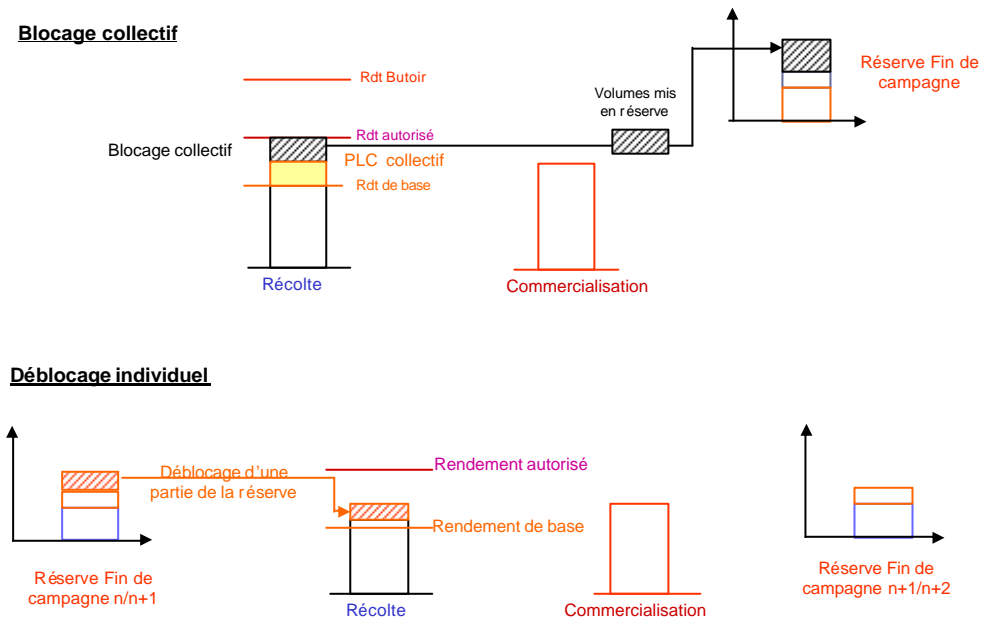 Blocage collectif
Rdt Butoir
Réserve Fin de
campagne
Volumes mis
en réserve
Rdt autorisé
Blocage collectif
PLC collectif
Rdt de base
Récolte
Commercialisation
Déblocage individuel
Déblocage d'une
partie de la réserve
Rendement autorisé
Rendement de base
Réserve Fin de
campagne n/n+1
Récolte
Commercialisation
Réserve Fin de
campagne n+1/n+2